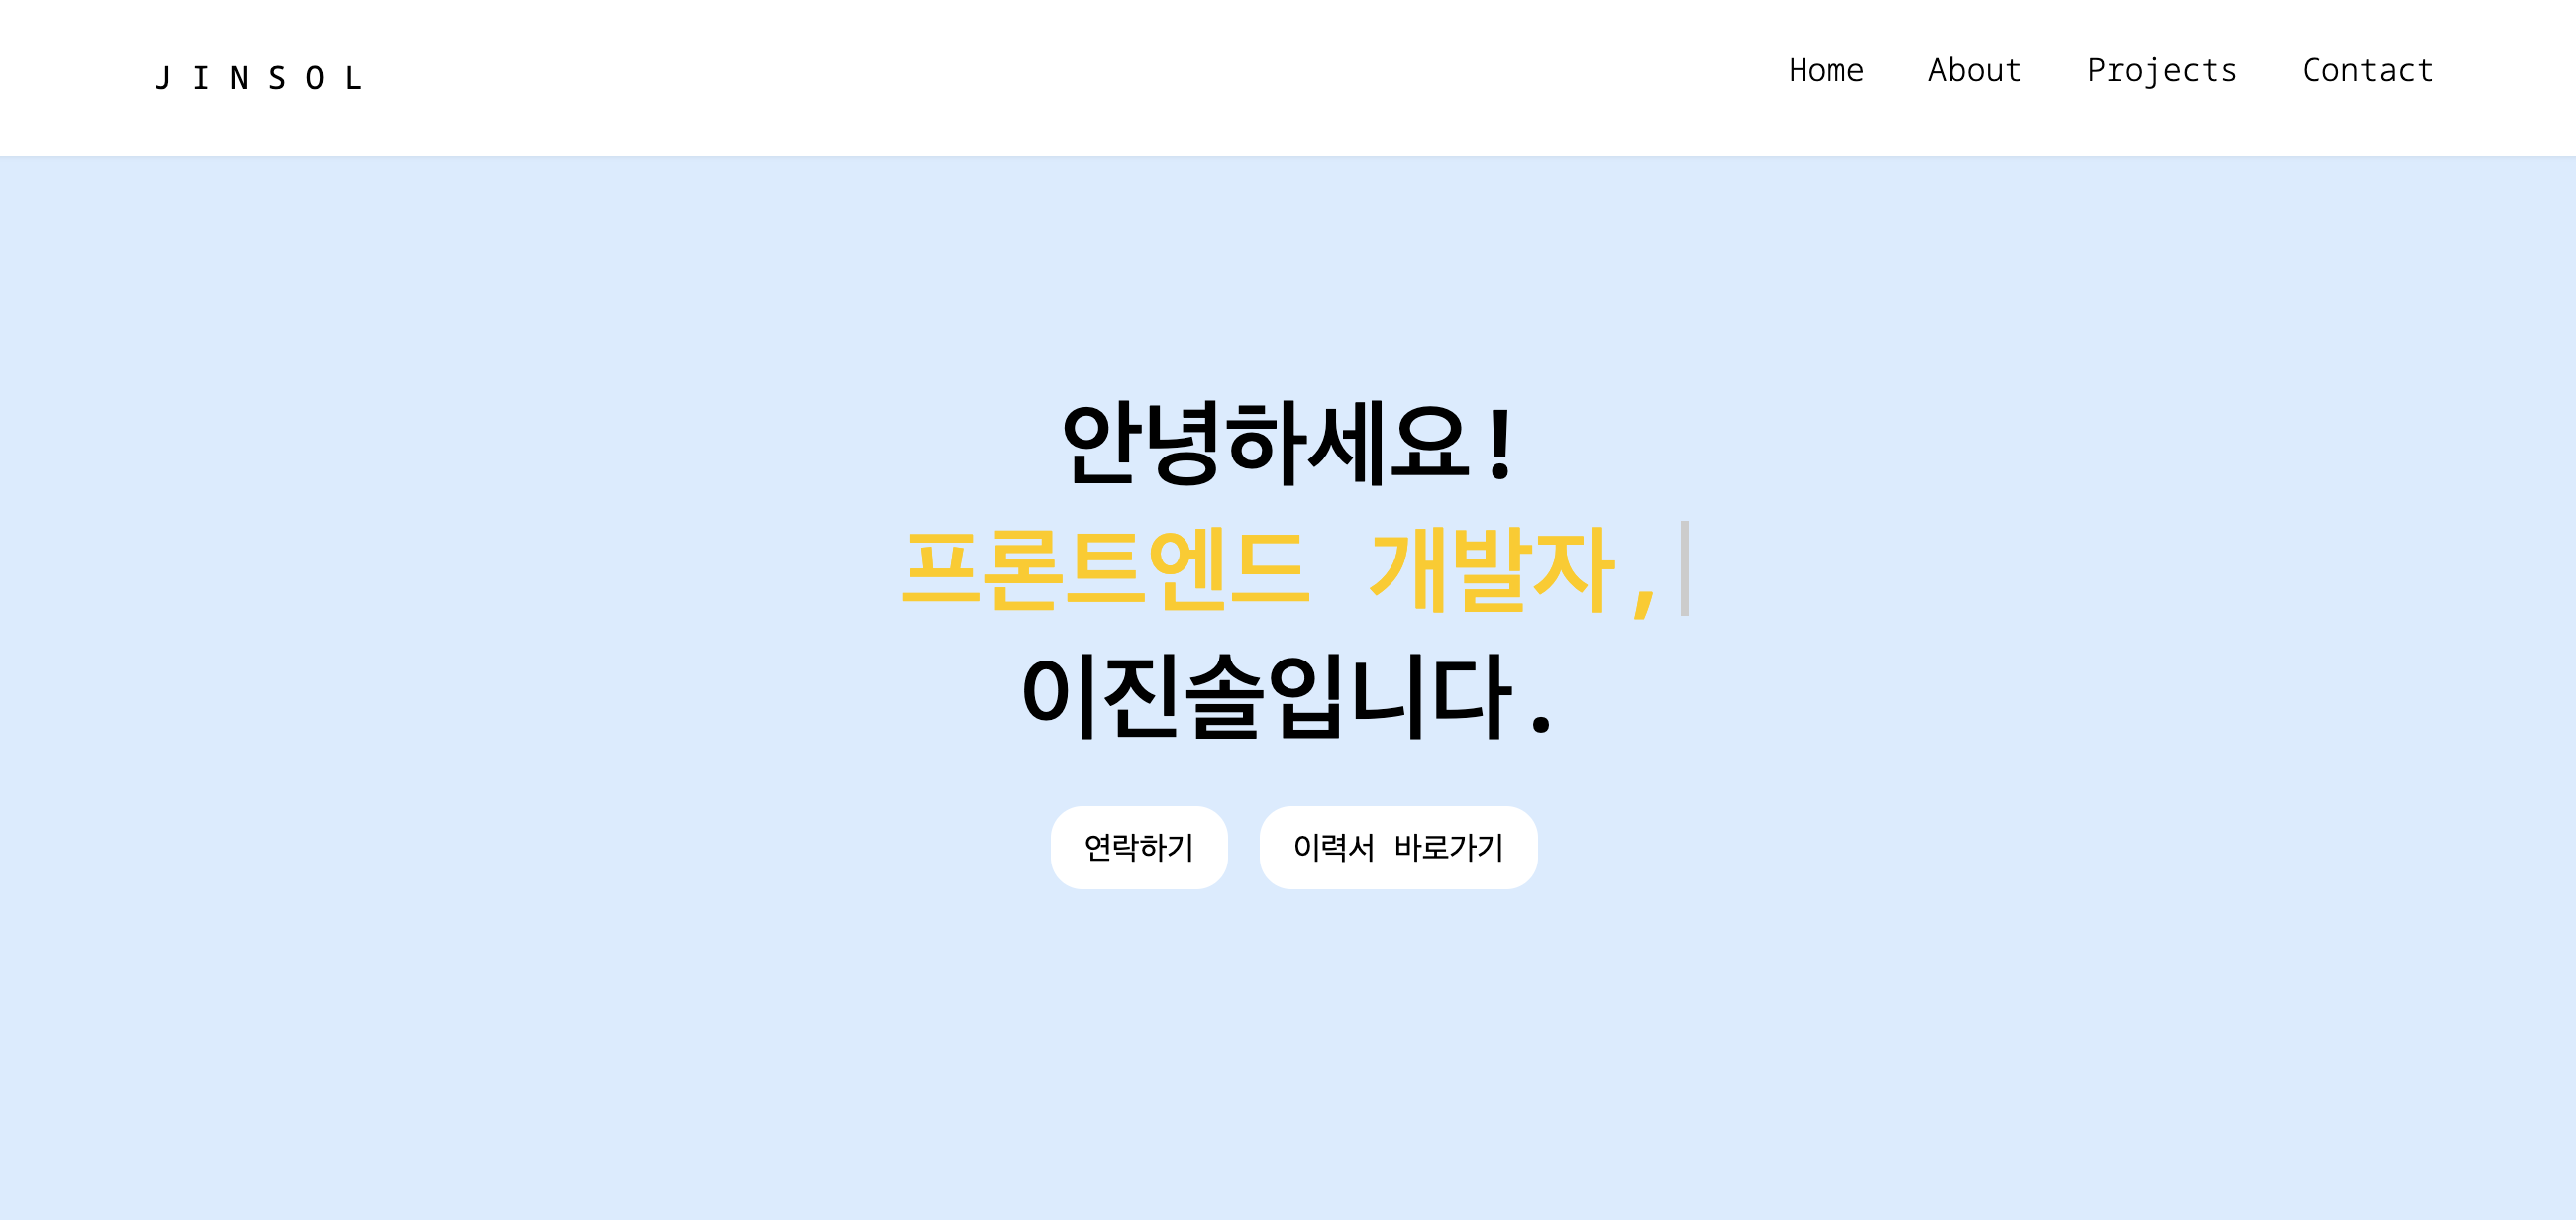 J I N S O L
Home About Projects Contact
안녕하세요!
프론트엔드 개발자,
이진솔입니다.
연락하기 이력서 바로가기